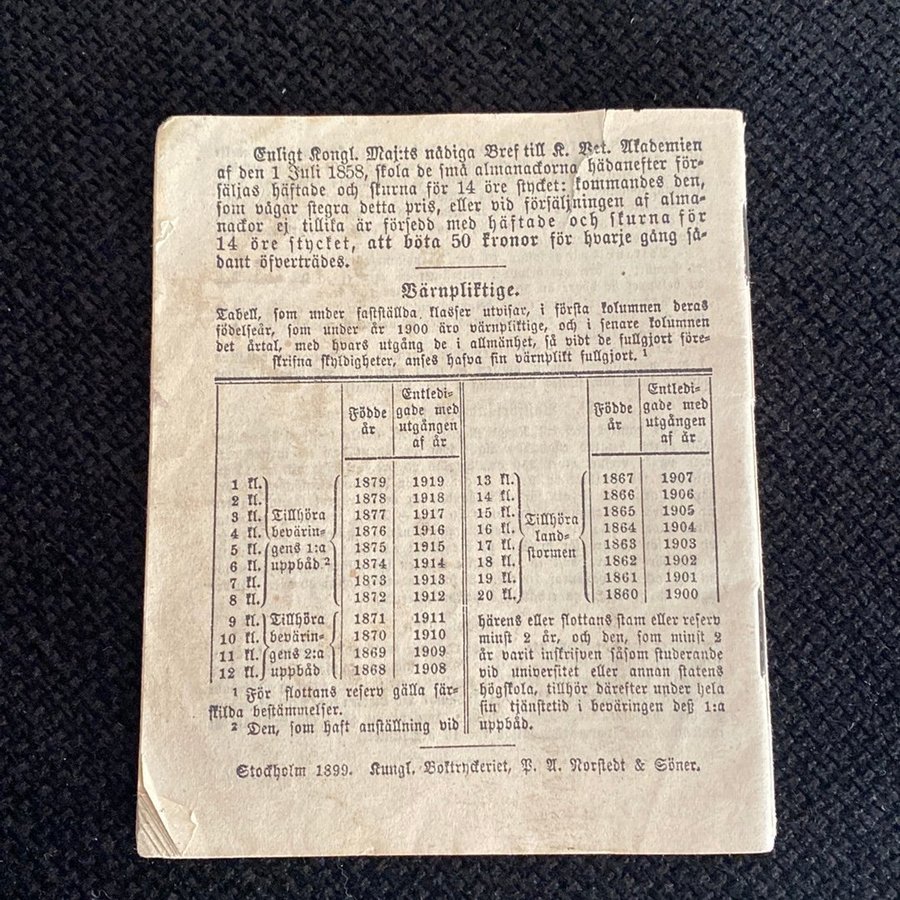 Enligt Kongl. Maj:ts nådiga Bref till K. Vet. Akademien
af den 1 Juli 1858, skola de små almanackorna hädanefter för-
säljas häftade och skurna för 14 öre stycket: kommandes den,
som vågar stegra detta pris, eller vid försäljningen af alma-
nackor ej tillika är försedd med häftade och skurna för
14 öre stycket, att böta 50 kronor för hvarje gång så-
dant öfverträdes.
Värnpliktige.
Tabell, som under fastställda klasser utvisar, i första kolumnen deras
födelseår, som under år 1900 äro värnpliktige, och i senare kolumnen
det årtal, med hvars utgång de i allmänhet, så vidt de fullgjort före-
skrifna skyldigheter, anses hafva sin värnplikt fullgjort. ¹
Födde år Entledi-gade med utgången af år
1 kl. 1879 1919
2 kl. 1878 1918
3 kl. Tillhöra 1877 1917
4 kl. bevärin- 1876 1916
5 kl. gens 1:a 1875 1915
6 kl. uppbåd ² 1874 1914
7 kl. 1873 1913
8 kl. 1872 1912
9 kl. Tillhöra 1871 1911
10 kl. bevärin- 1870 1910
11 kl. gens 2:a 1869 1909
12 kl. uppbåd 1868 1908
¹ För flottans reserv gälla sär-
skilda bestämmelser.
² Den, som haft anställning vid
Födde år Entledi-gade med utgången af år
13 kl. 1867 1907
14 kl. 1866 1906
15 kl. Tillhöra 1865 1905
16 kl. land- 1864 1904
17 kl. stormen 1863 1903
18 kl. 1862 1902
19 kl. 1861 1901
20 kl. 1860 1900
härens eller flottans stam eller reserv
minst 2 år, och den, som minst 2
år varit inskrifven såsom studerande
vid universitet eller annan statens
högskola, tillhör därefter under hela
sin tjänstetid i beväringen dess 1:a
uppbåd.
Stockholm 1899. Kungl. Boktryckeriet, P. A. Norstedt & Söner.